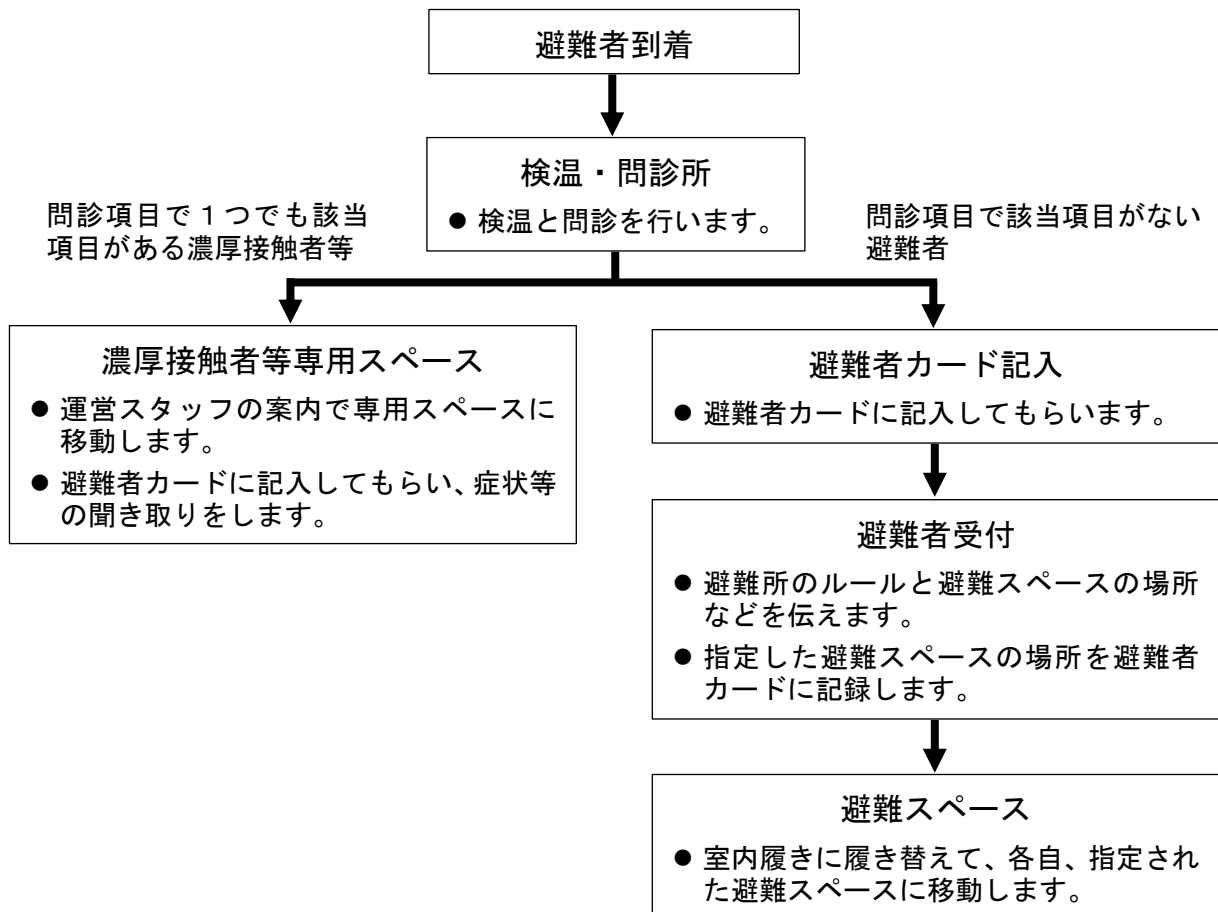 避難者到着
検温・問診所
● 検温と問診を行います。
問診項目で１つでも該当
項目がある濃厚接触者等
問診項目で該当項目がない
避難者
濃厚接触者等専用スペース
● 運営スタッフの案内で専用スペースに
移動します。
● 避難者カードに記入してもらい、症状等
の聞き取りをします。
避難者カード記入
● 避難者カードに記入してもらいます。
避難者受付
● 避難所のルールと避難スペースの場所
などを伝えます。
● 指定した避難スペースの場所を避難者
カードに記録します。
避難スペース
● 室内履きに履き替えて、各自、指定され
た避難スペースに移動します。